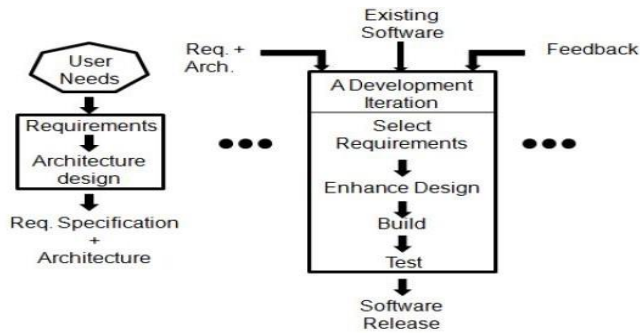 User
Needs
Requirements
Architecture
design
Req. Specification
+
Architecture
Existing
Software
Req. +
Arch.
Feedback
A Development
Iteration
Select
Requirements
Enhance Design
Build
Test
Software
Release